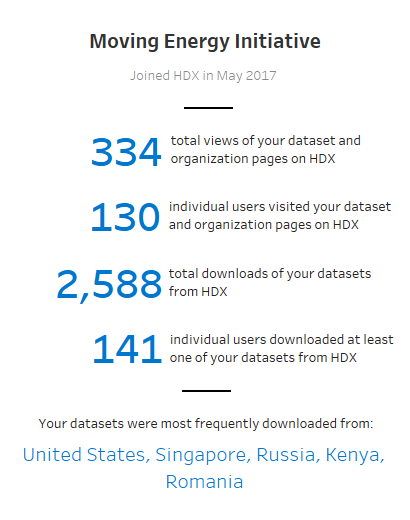 Moving Energy Initiative
Joined HDX in May 2017
334
total views of your dataset and
organization pages on HDX
130
individual users visited your dataset
and organization pages on HDX
2,588
total downloads of your datasets
from HDX
141
individual users downloaded at least
one of your datasets from HDX
Your datasets were most frequently downloaded from:
United States, Singapore, Russia, Kenya,
Romania